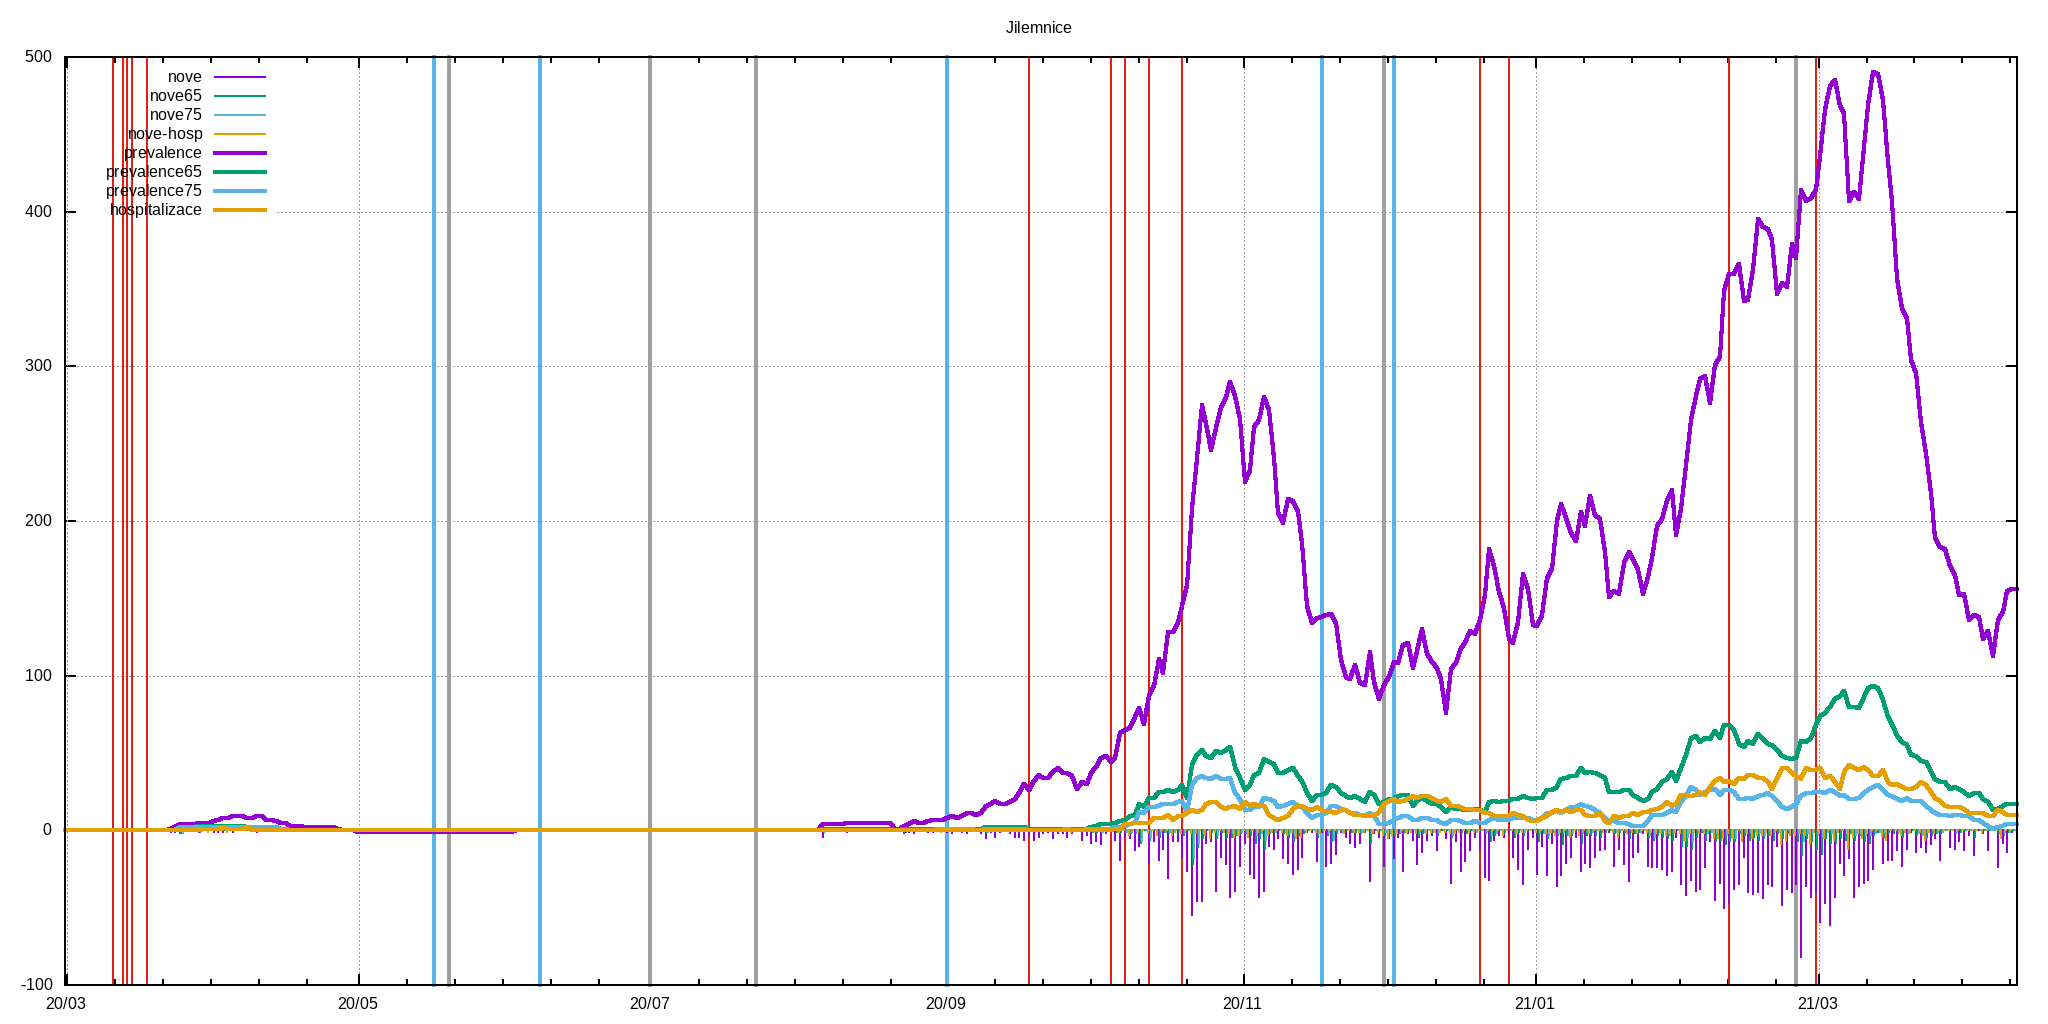 Jilemnice
500
nove
nove65
nove75
nove-hosp
prevalence
prevalence65
prevalence75
hospitalizace
400
300
200
100
0
-100
20/03 20/05 20/07 20/09 20/11 21/01 21/03